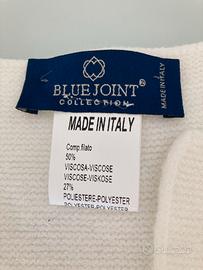 BLUE JOINT
COLLECTION
MADE IN ITALY
MADE IN ITALY
Comp.filato
50%
VISCOSA-VISCOSE
VISCOSE-VISKOSE
27%
POLIESTERE-POLYESTER